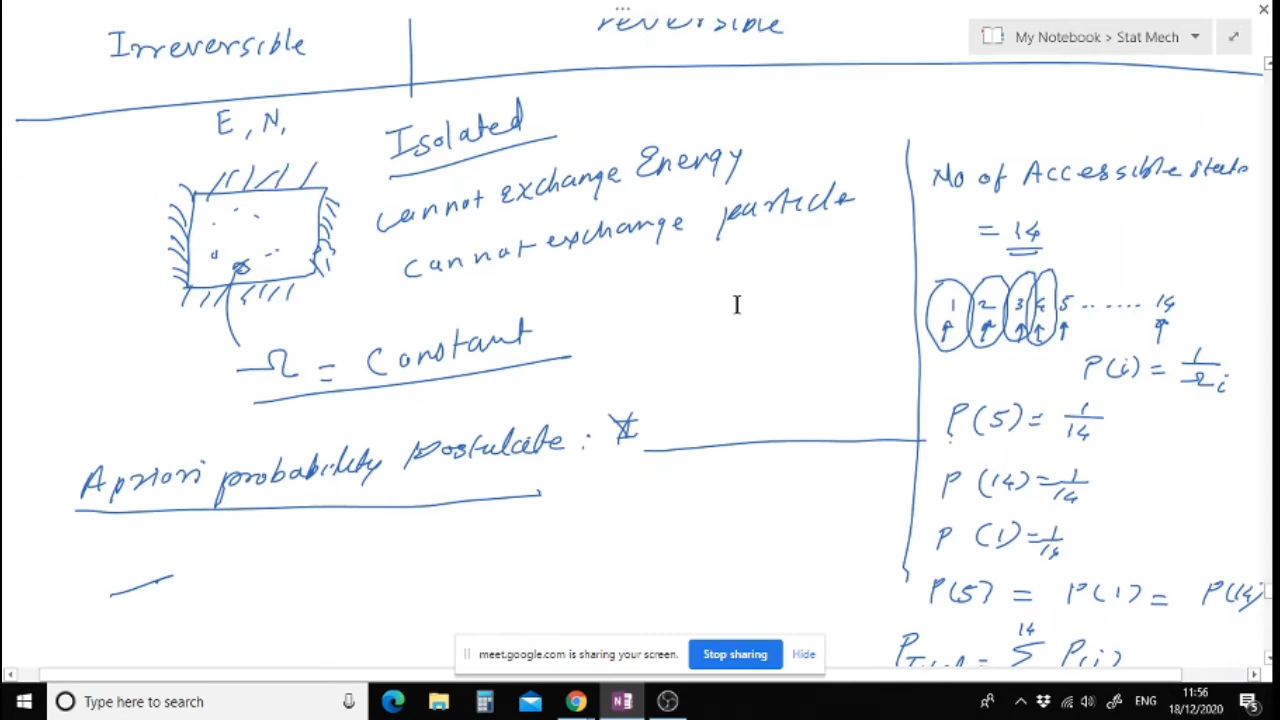 Irreversible
reversible
My Notebook > Stat Mech
E, N,
Isolated
cannot exchange Energy
cannot exchange particle
Ω = Constant
Apriori probability postulate :
No of Accessible states
= 14
1 2 3 4 5 ....... 14
P(i) = 1/Ωi
P(5) = 1/14
P(14) = 1/14
P(1) = 1/14
P(5) = P(1) = P(14)
14
= Σ P(i)
meet.google.com is sharing your screen.
Stop sharing
Hide
Type here to search
ENG
11:56
18/12/2020
5